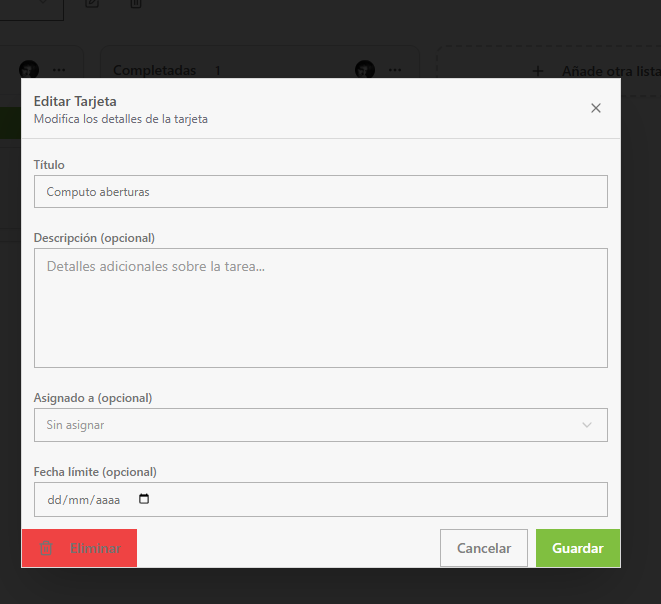 Completadas 1
Añade otra lista
Editar Tarjeta
Modifica los detalles de la tarjeta
Título
Computo aberturas
Descripción (opcional)
Detalles adicionales sobre la tarea...
Asignado a (opcional)
Sin asignar
Fecha límite (opcional)
dd/mm/aaaa
Eliminar
Cancelar
Guardar